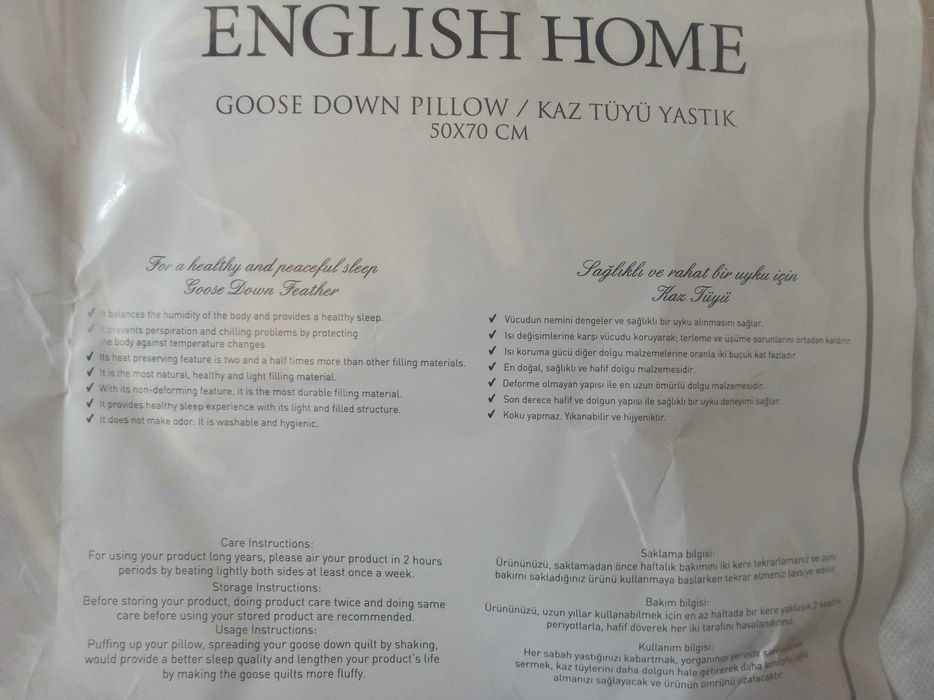 ENGLISH HOME
GOOSE DOWN PILLOW / KAZ TÜYÜ YASTIK
50X70 CM
For a healthy and peaceful sleep
Goose Down Feather
✓ It balances the humidity of the body and provides a healthy sleep.
✓ It prevents perspiration and chilling problems by protecting
the body against temperature changes
✓ Its heat preserving feature is two and a half times more than other filling materials.
✓ It is the most natural, healthy and light filling material.
✓ With its non-deforming feature, it is the most durable filling material.
✓ It provides healthy sleep experience with its light and filled structure.
✓ It does not make odor. It is washable and hygienic.
Sağlıklı ve rahat bir uyku için
Kaz Tüyü
✓ Vücudun nemini dengeler ve sağlıklı bir uyku alınmasını sağlar.
✓ Isı değişimlerine karşı vücudu koruyarak; terleme ve üşüme sorunlarını ortadan kaldırır.
✓ Isı koruma gücü diğer dolgu malzemelerine oranla iki buçuk kat fazladır.
✓ En doğal, sağlıklı ve hafif dolgu malzemesidir.
✓ Deforme olmayan yapısı ile en uzun ömürlü dolgu malzemesidir.
✓ Son derece hafif ve dolgun yapısı ile sağlıklı bir uyku deneyimi sağlar.
✓ Koku yapmaz. Yıkanabilir ve hijyeniktir.
Care Instructions:
For using your product long years, please air your product in 2 hours
periods by beating lightly both sides at least once a week.
Storage Instructions:
Before storing your product, doing product care twice and doing same
care before using your stored product are recommended.
Usage Instructions:
Puffing up your pillow, spreading your goose down quilt by shaking,
would provide a better sleep quality and lengthen your product's life
by making the goose quilts more fluffy.
Saklama bilgisi:
Ürününüzü, saklamadan önce haftalık bakımını iki kere tekrarlamanız ve aynı
bakımı sakladığınız ürünü kullanmaya başlarken tekrar etmeniz tavsiye edilir.
Bakım bilgisi:
Ürününüzü, uzun yıllar kullanabilmek için en az haftada bir kere yaklaşık 2 saatlik
periyotlarla, hafif döverek her iki tarafını havalandırınız.
Kullanım bilgisi:
Her sabah yastığınızı kabartmak, yorganınızı yerinde
sermek, kaz tüylerini daha dolgun hale getirerek daha konforlu uyku
almanızı sağlayacak ve ürünün ömrünü uzatacaktır.